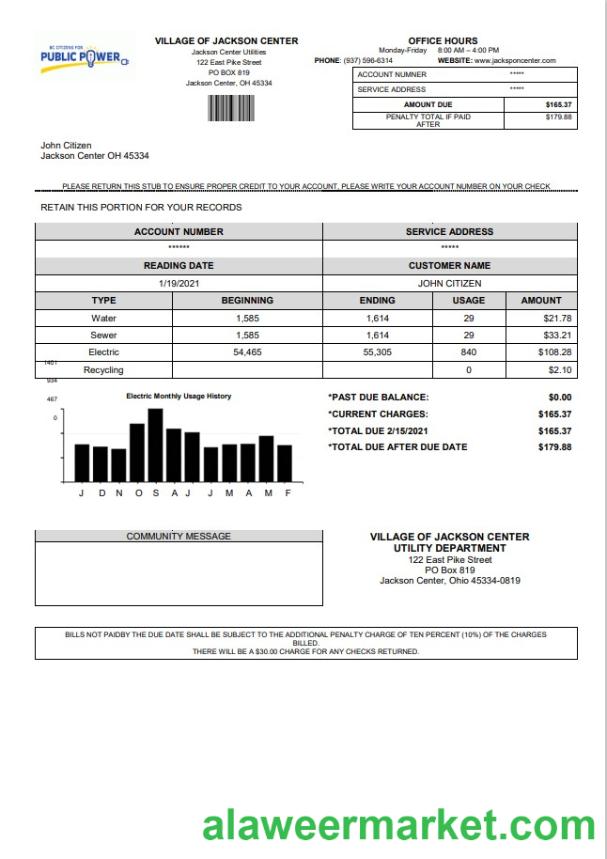 BC CITIZENS FOR
PUBLIC POWER
VILLAGE OF JACKSON CENTER
Jackson Center Utilities
122 East Pike Street
PO BOX 819
Jackson Center, OH 45334
OFFICE HOURS
Monday-Friday 8:00 AM – 4:00 PM
PHONE: (937) 596-6314 WEBSITE: www.jacksponcenter.com
ACCOUNT NUMNER *****
SERVICE ADDRESS *****
AMOUNT DUE $165.37
PENALTY TOTAL IF PAID AFTER $179.88
John Citizen
Jackson Center OH 45334
PLEASE RETURN THIS STUB TO ENSURE PROPER CREDIT TO YOUR ACCOUNT, PLEASE WRITE YOUR ACCOUNT NUMBER ON YOUR CHECK
RETAIN THIS PORTION FOR YOUR RECORDS
ACCOUNT NUMBER SERVICE ADDRESS
****** *****
READING DATE CUSTOMER NAME
1/19/2021 JOHN CITIZEN
TYPE BEGINNING ENDING USAGE AMOUNT
Water 1,585 1,614 29 $21.78
Sewer 1,585 1,614 29 $33.21
Electric 54,465 55,305 840 $108.28
Recycling 0 $2.10
1401
934
467
0
Electric Monthly Usage History
J D N O S A J J M A M F
*PAST DUE BALANCE: $0.00
*CURRENT CHARGES: $165.37
*TOTAL DUE 2/15/2021 $165.37
*TOTAL DUE AFTER DUE DATE $179.88
COMMUNITY MESSAGE
VILLAGE OF JACKSON CENTER
UTILITY DEPARTMENT
122 East Pike Street
PO Box 819
Jackson Center, Ohio 45334-0819
BILLS NOT PAIDBY THE DUE DATE SHALL BE SUBJECT TO THE ADDITIONAL PENALTY CHARGE OF TEN PERCENT (10%) OF THE CHARGES
BILLED.
THERE WILL BE A $30.00 CHARGE FOR ANY CHECKS RETURNED.
alaweermarket.com